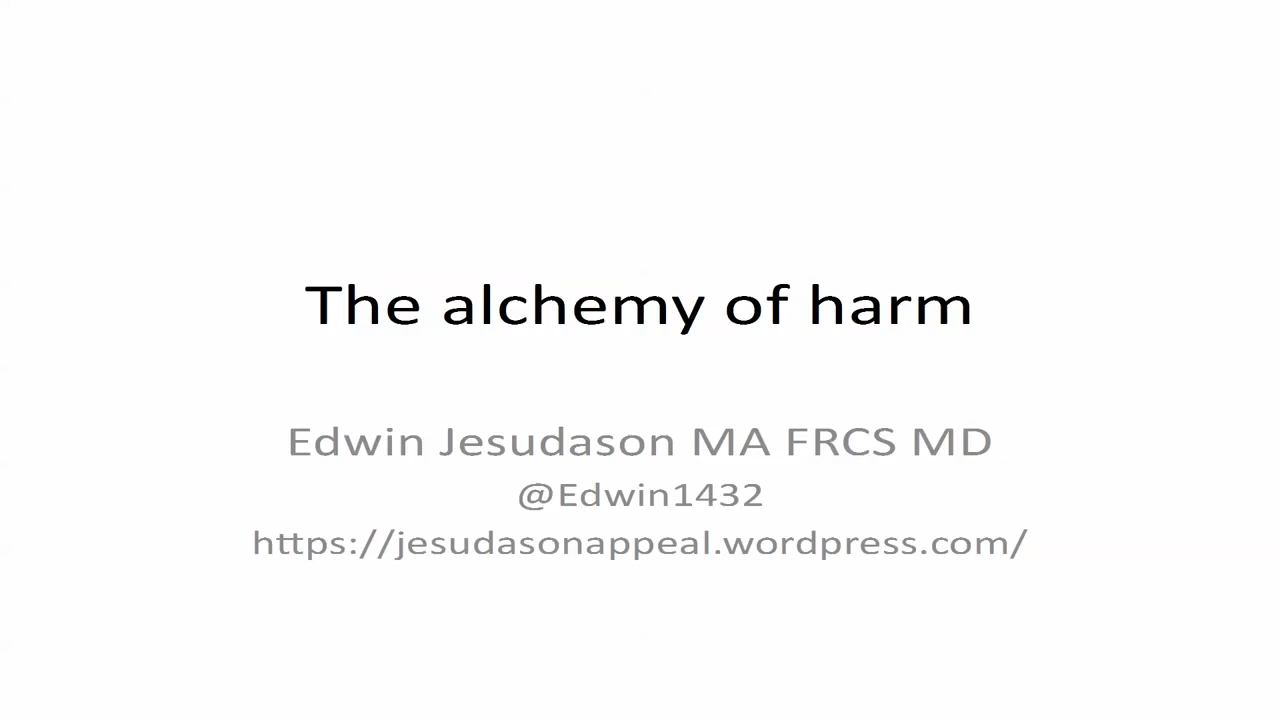 The alchemy of harm
Edwin Jesudason MA FRCS MD
@Edwin1432
https://jesudasonappeal.wordpress.com/